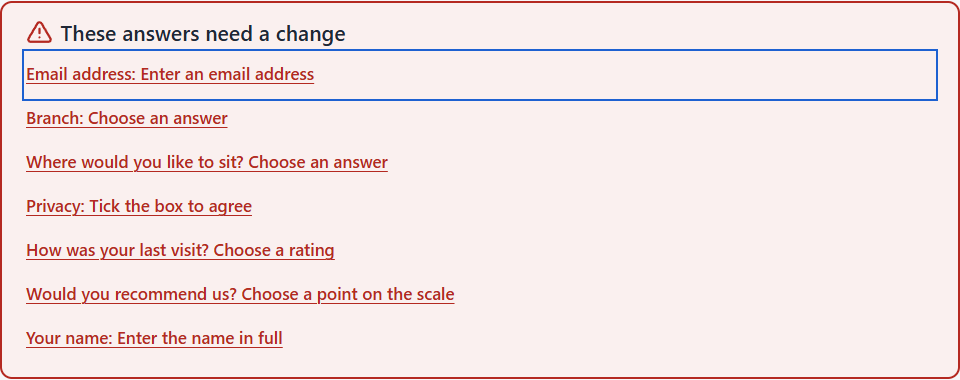 These answers need a change
Email address: Enter an email address
Branch: Choose an answer
Where would you like to sit? Choose an answer
Privacy: Tick the box to agree
How was your last visit? Choose a rating
Would you recommend us? Choose a point on the scale
Your name: Enter the name in full